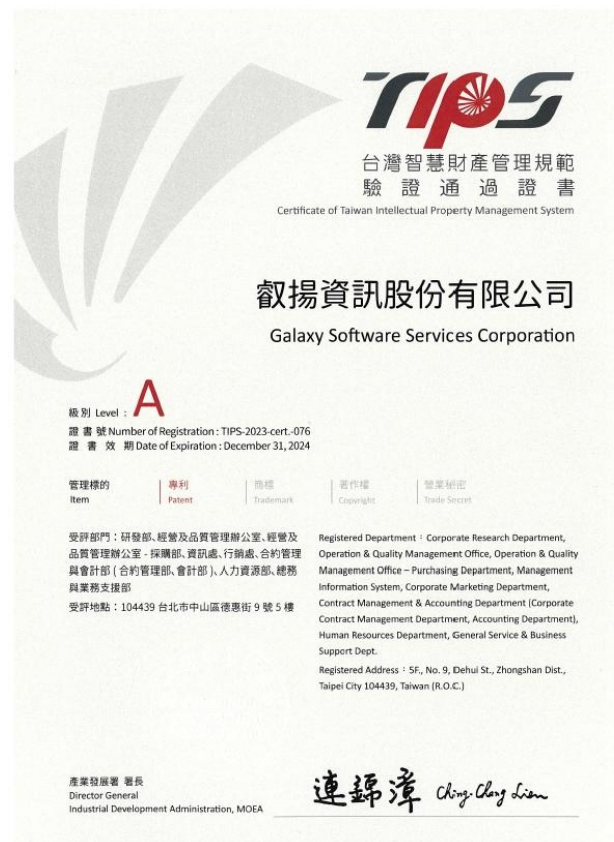 TIPS
台灣智慧財產管理規範
驗證通過證書
Certificate of Taiwan Intellectual Property Management System
叡揚資訊股份有限公司
Galaxy Software Services Corporation
級別 Level : A
證書號 Number of Registration : TIPS-2023-cert.-076
證書效期 Date of Expiration : December 31, 2024
管理標的
Item
專利
Patent
商標
Trademark
著作權
Copyright
營業秘密
Trade Secret
受評部門：研發部、經營及品質管理辦公室、經營及
品質管理辦公室 - 採購部、資訊處、行銷處、合約管理
與會計部 ( 合約管理部、會計部 )、人力資源部、總務
與業務支援部
受評地點：104439 台北市中山區德惠街 9 號 5 樓
Registered Department：Corporate Research Department,
Operation & Quality Management Office, Operation & Quality
Management Office – Purchasing Department, Management
Information System, Corporate Marketing Department,
Contract Management & Accounting Department (Corporate
Contract Management Department, Accounting Department),
Human Resources Department, General Service & Business
Support Dept.
Registered Address：5F., No. 9, Dehui St., Zhongshan Dist.,
Taipei City 104439, Taiwan (R.O.C.)
產業發展署 署長
Director General
Industrial Development Administration, MOEA
連錦漳 Ching-Chang Lien